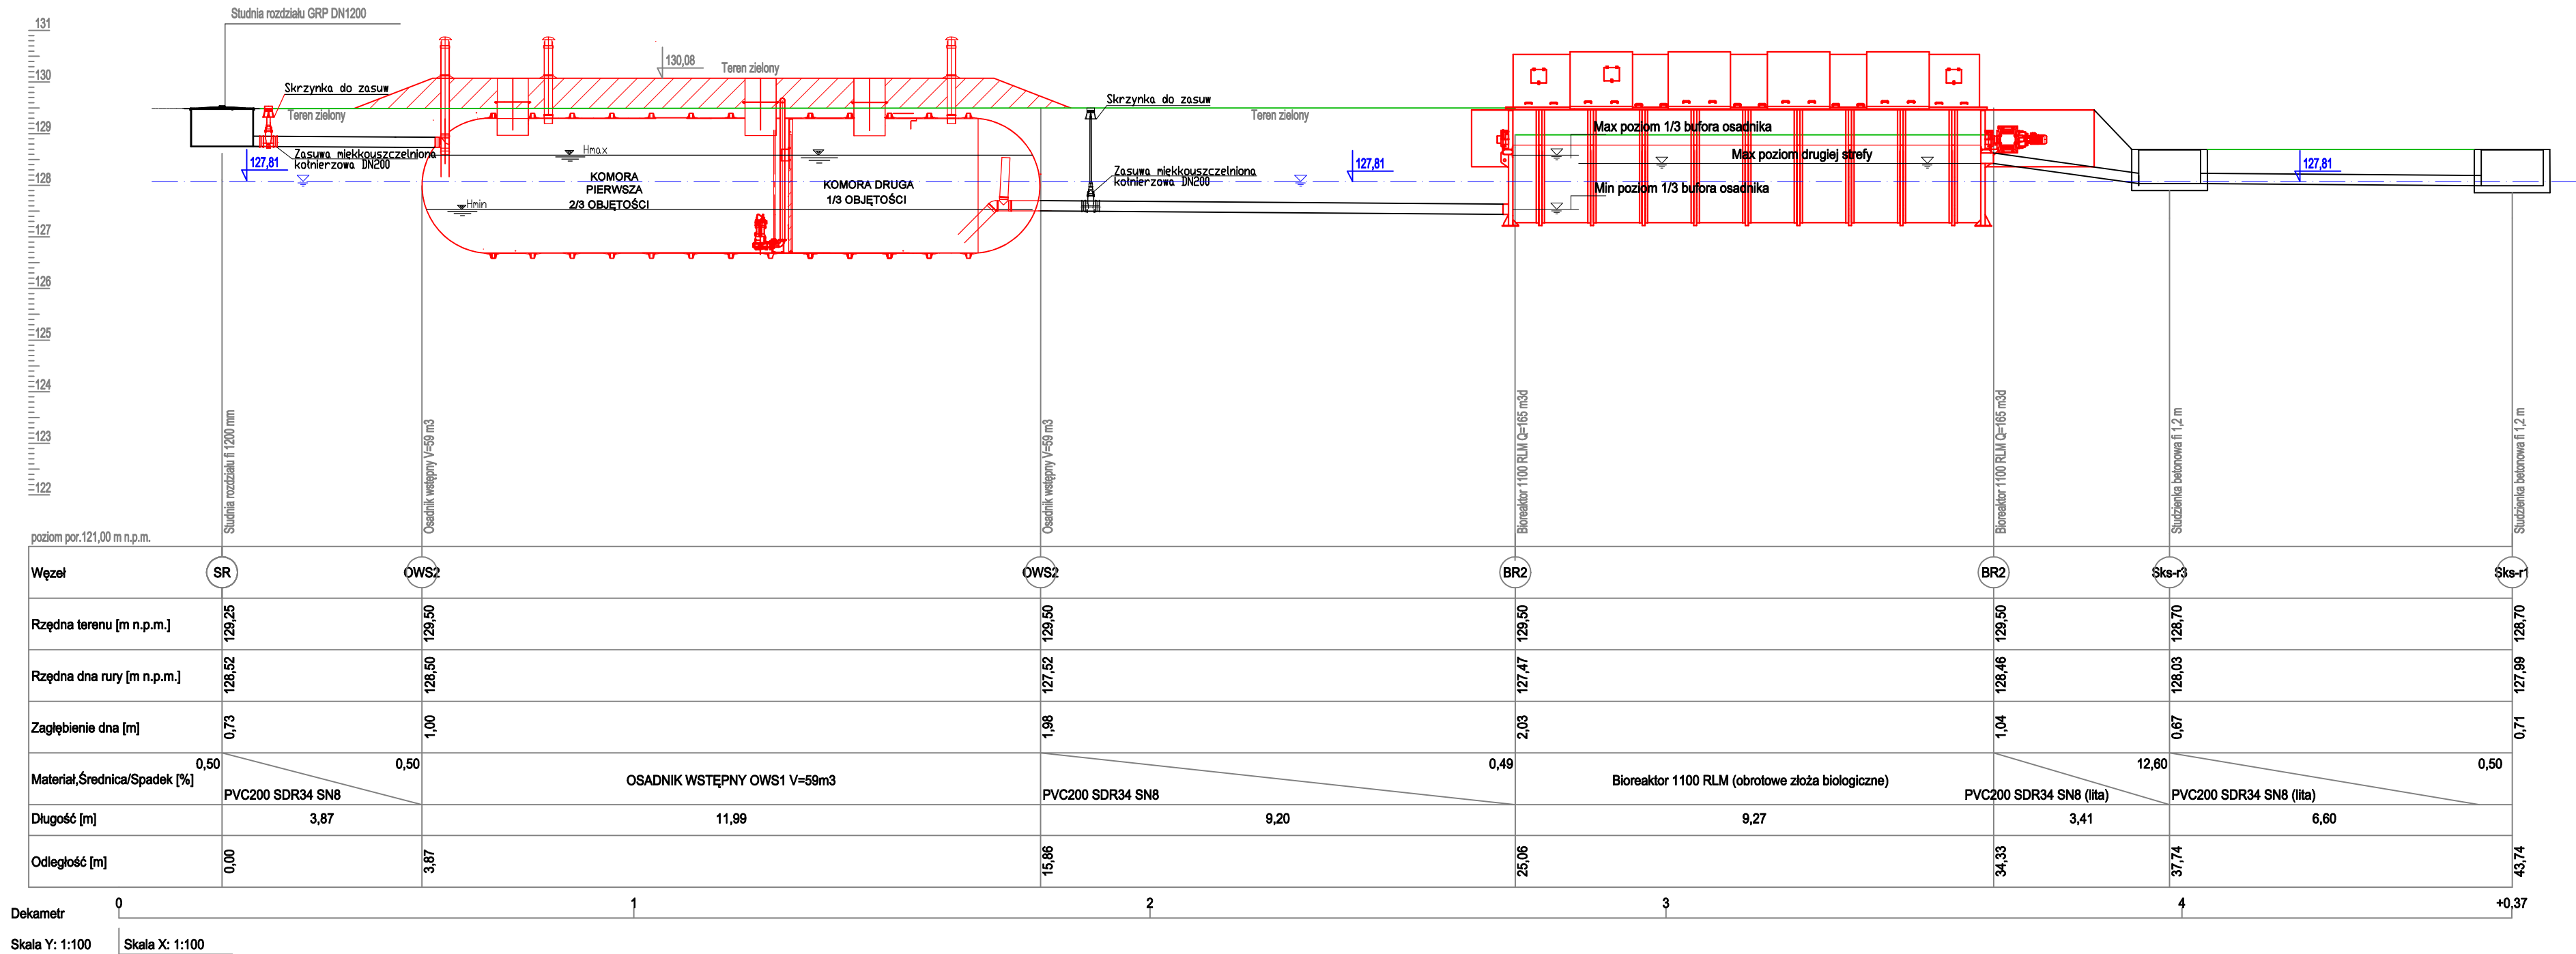 Studnia rozdziału GRP DN1200
131
130
129
128
127
126
125
124
123
122
130,08
Teren zielony
Skrzynka do zasuw
Teren zielony
Zasuwa miekkouszczelniona
kołnierzowa DN200
127,81
Hmax
KOMORA
PIERWSZA
2/3 OBJĘTOŚCI
KOMORA DRUGA
1/3 OBJĘTOŚCI
Hmin
Skrzynka do zasuw
Teren zielony
Zasuwa miekkouszczelniona
kołnierzowa DN200
127,81
Max poziom 1/3 bufora osadnika
Max poziom drugiej strefy
Min poziom 1/3 bufora osadnika
127,81
Studnia rozdziału fi 1200 mm
Osadnik wstępny V=59 m3
Osadnik wstępny V=59 m3
Bioreaktor 1100 RLM Q=165 m3d
Bioreaktor 1100 RLM Q=165 m3d
Studzienka betonowa fi 1,2 m
Studzienka betonowa fi 1,2 m
poziom por.121,00 m n.p.m.
Węzeł SR OWS2 OWS2 BR2 BR2 Sks-r3 Sks-r1
Rzędna terenu [m n.p.m.] 129,25 129,50 129,50 129,50 129,50 128,70 128,70
Rzędna dna rury [m n.p.m.] 128,52 128,50 127,52 127,47 128,46 128,03 127,99
Zagłębienie dna [m] 0,73 1,00 1,98 2,03 1,04 0,67 0,71
Materiał,Średnica/Spadek [%]
0,50 0,50 0,49 12,60 0,50
OSADNIK WSTĘPNY OWS1 V=59m3
Bioreaktor 1100 RLM (obrotowe złoża biologiczne)
PVC200 SDR34 SN8 PVC200 SDR34 SN8 PVC200 SDR34 SN8 (lita) PVC200 SDR34 SN8 (lita)
Długość [m] 3,87 11,99 9,20 9,27 3,41 6,60
Odległość [m] 0,00 3,87 15,86 25,06 34,33 37,74 43,74
Dekametr 0 1 2 3 4 +0,37
Skala Y: 1:100 Skala X: 1:100